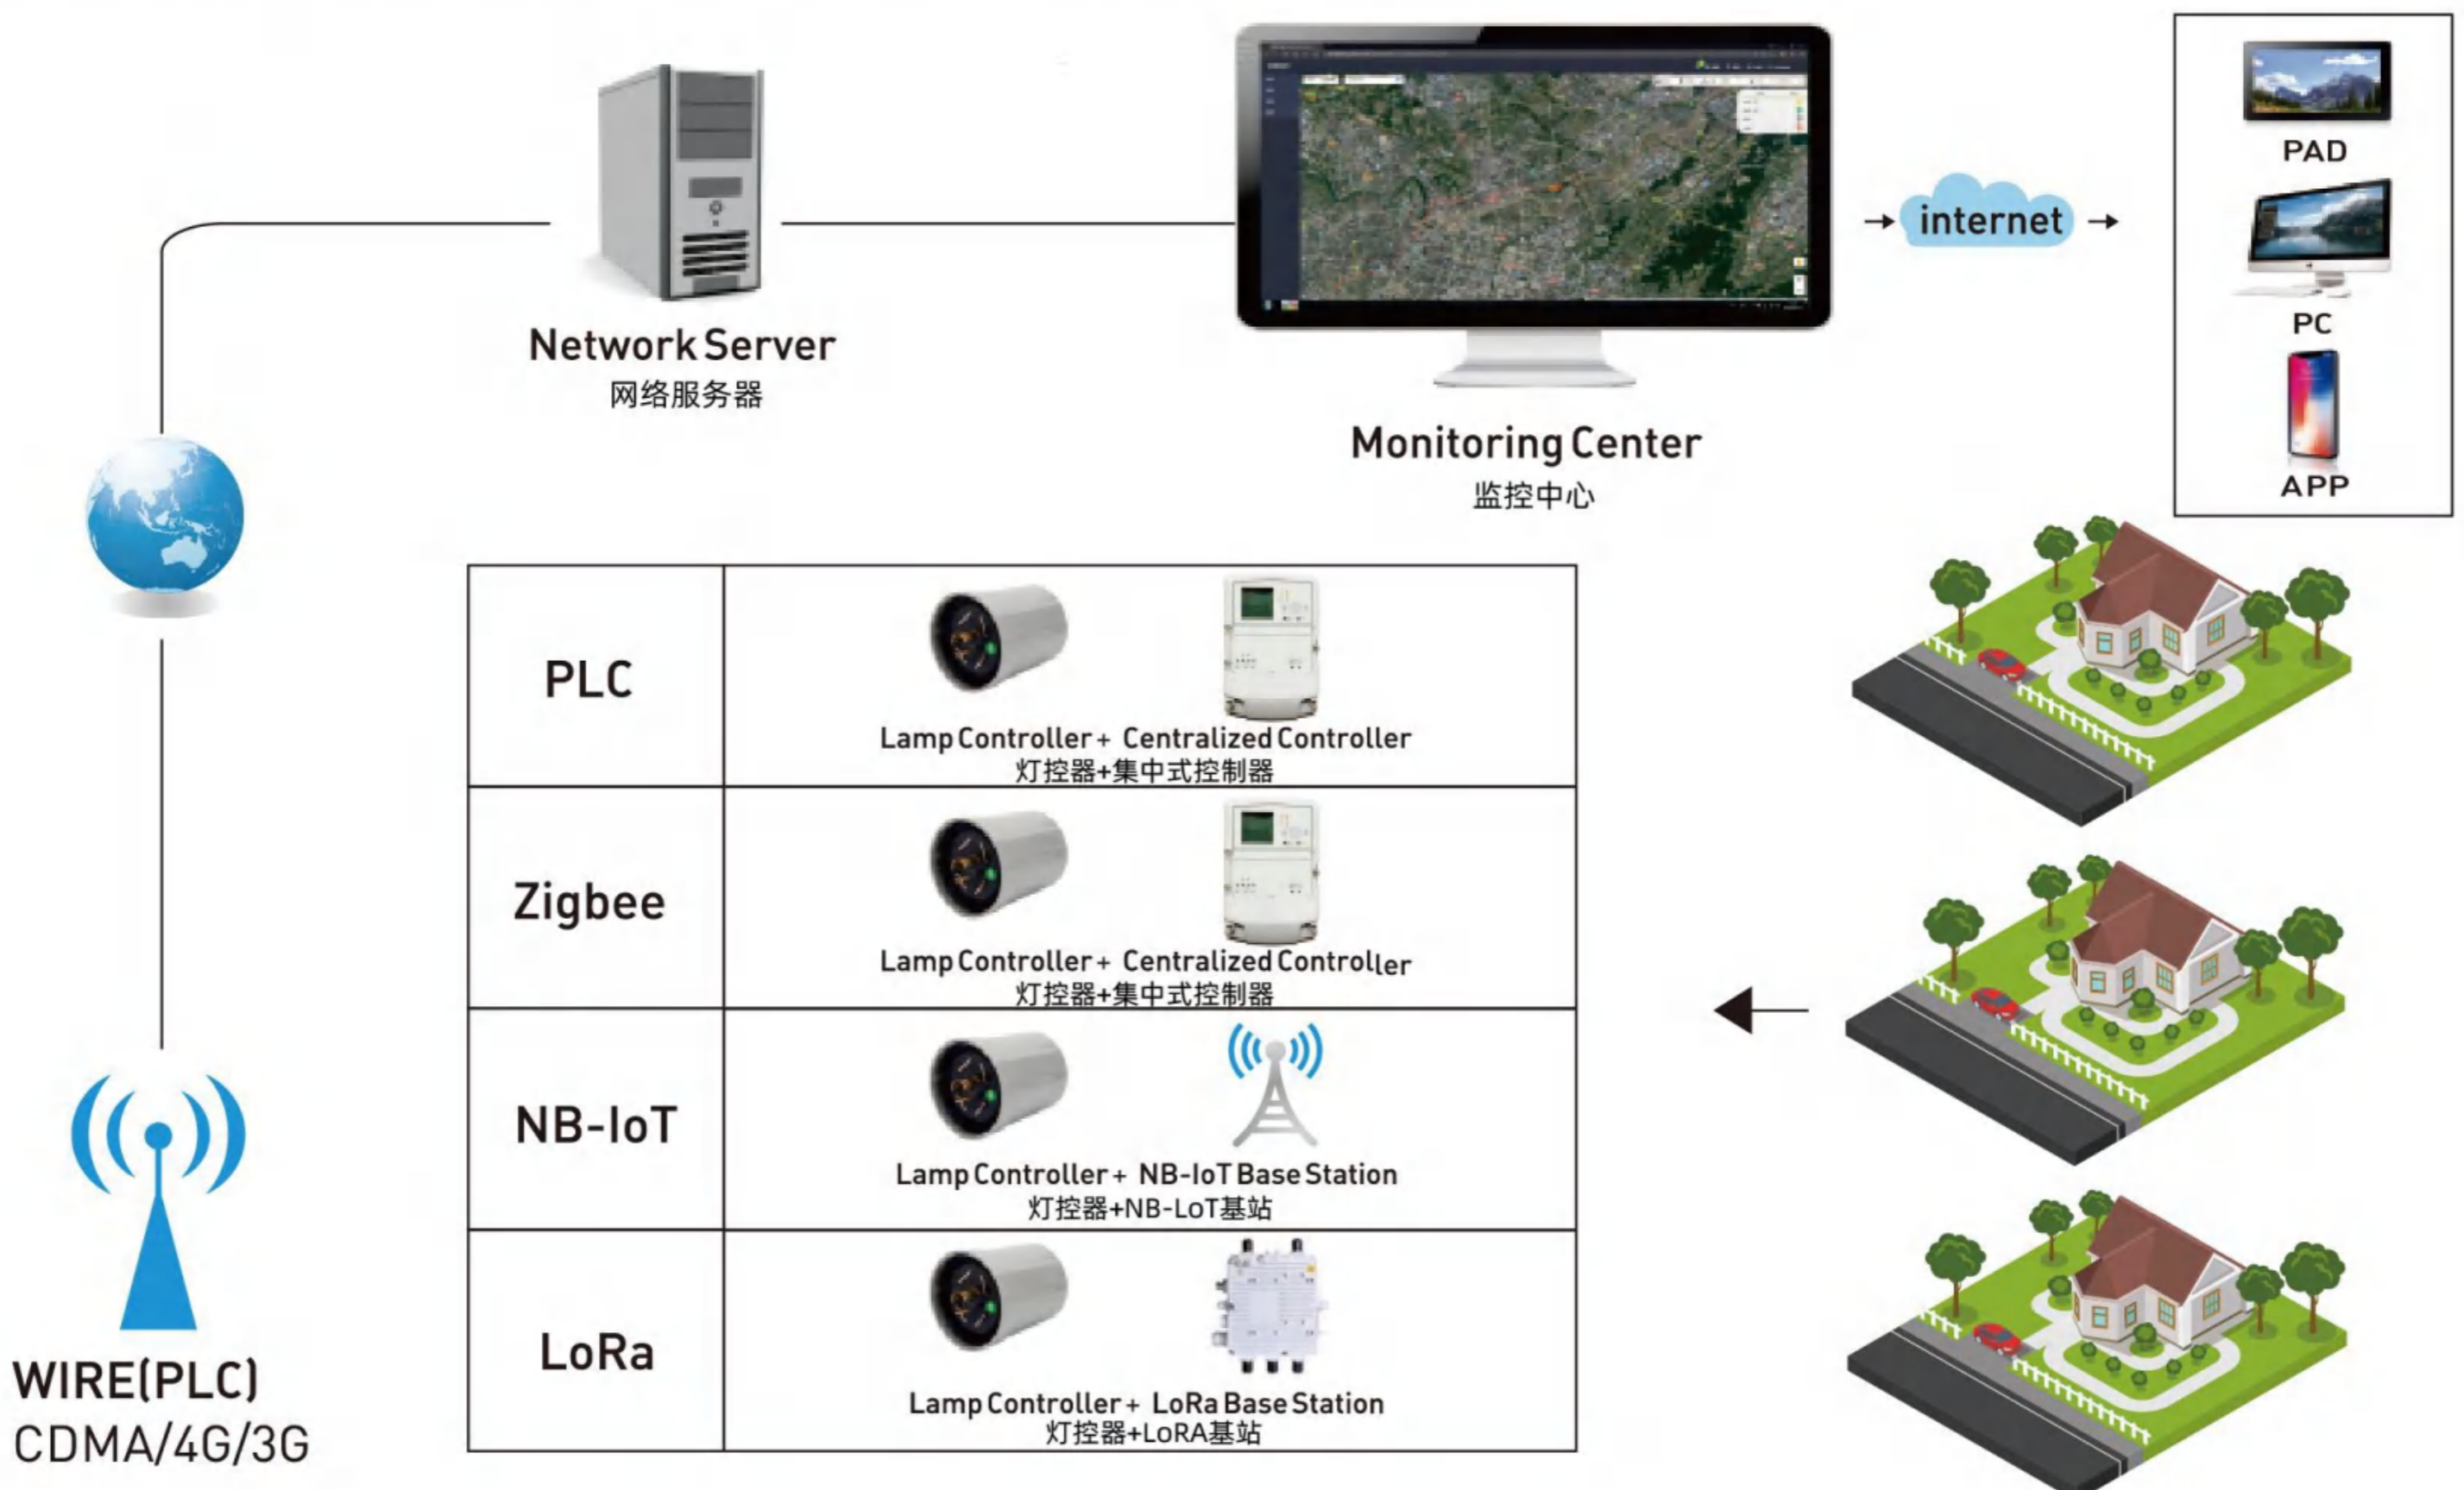 PAD
internet
PC
Network Server
网络服务器
Monitoring Center
监控中心
APP
PLC
Lamp Controller + Centralized Controller
灯控器+集中式控制器
Zigbee
Lamp Controller + Centralized Controller
灯控器+集中式控制器
NB-IoT
Lamp Controller + NB-IoT Base Station
灯控器+NB-LoT基站
LoRa
Lamp Controller + LoRa Base Station
灯控器+LoRA基站
WIRE(PLC)
CDMA/4G/3G